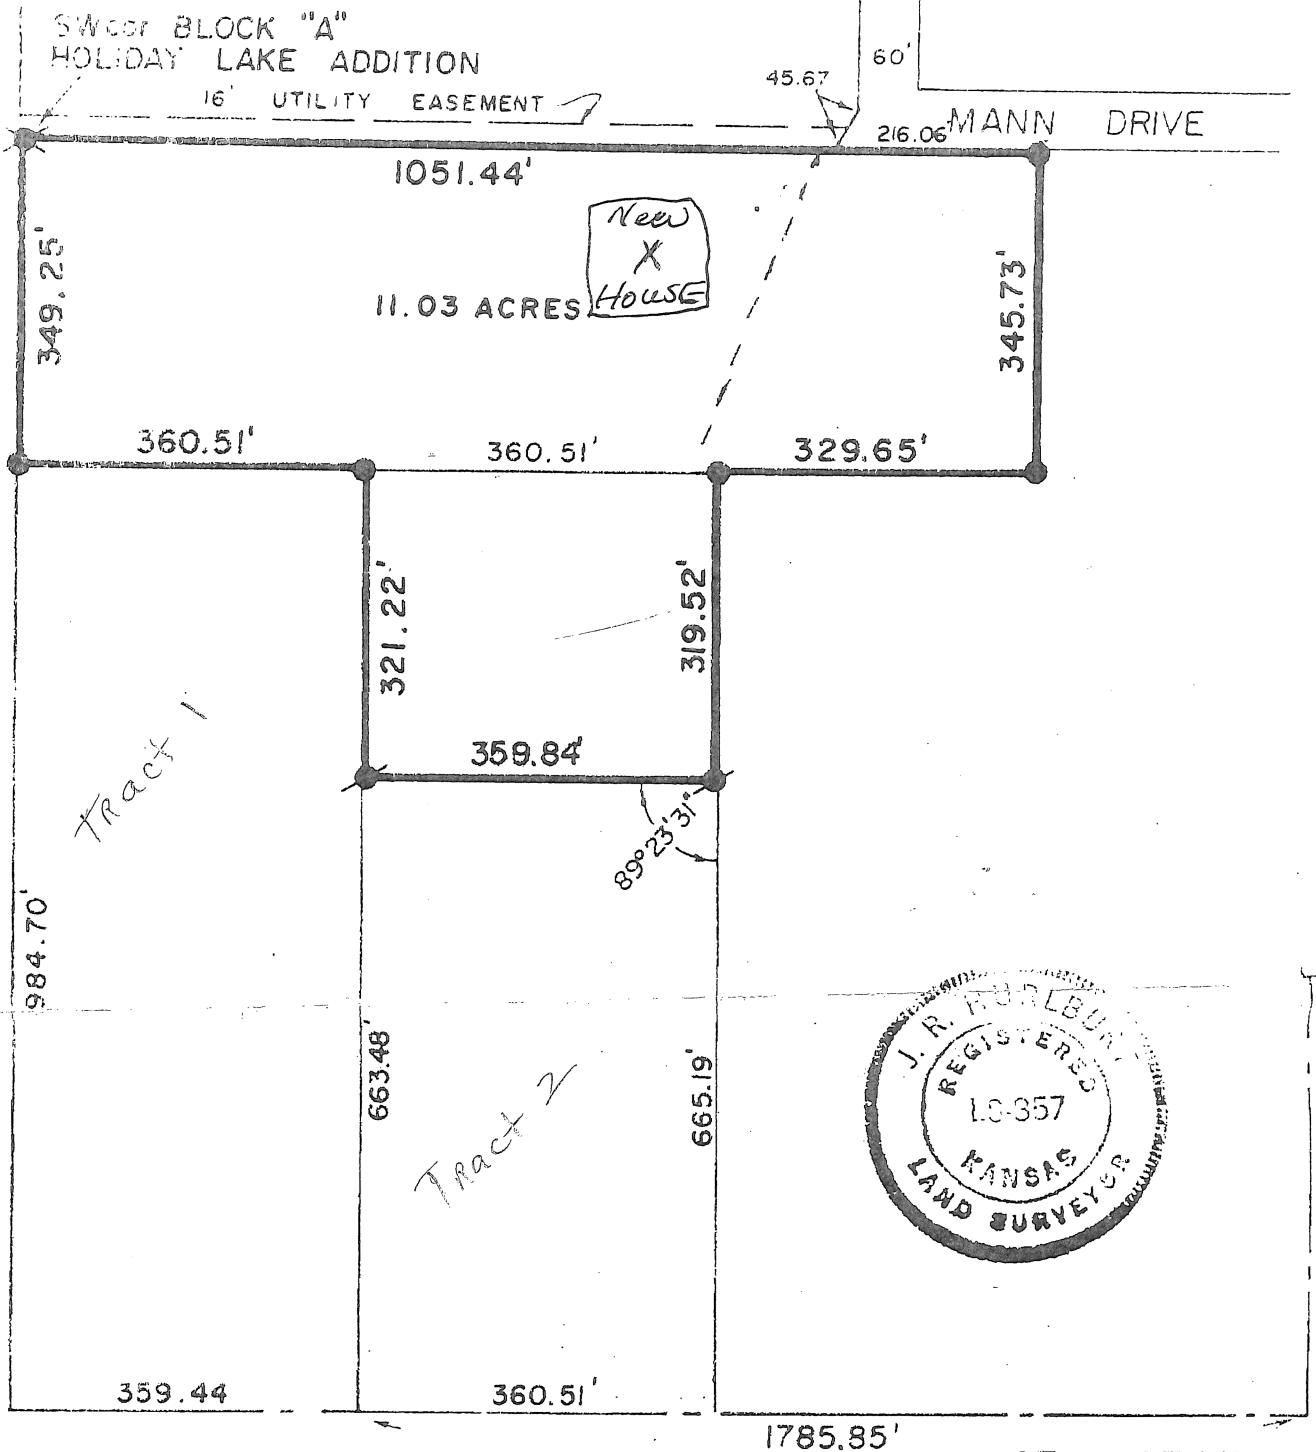 SW cor BLOCK "A"
HOLIDAY LAKE ADDITION
16' UTILITY EASEMENT
45.67
60'
216.06
MANN DRIVE
1051.44'
349.25'
New
X
HOUSE
11.03 ACRES
345.73'
360.51'
360.51'
329.65'
321.22'
319.52'
359.84'
89°23'31"
Tract 1
984.70'
663.48'
Tract 2
665.19'
J. R. HURLBURT
REGISTERED
LS-357
KANSAS
LAND SURVEYOR
359.44
360.51'
1785.85'